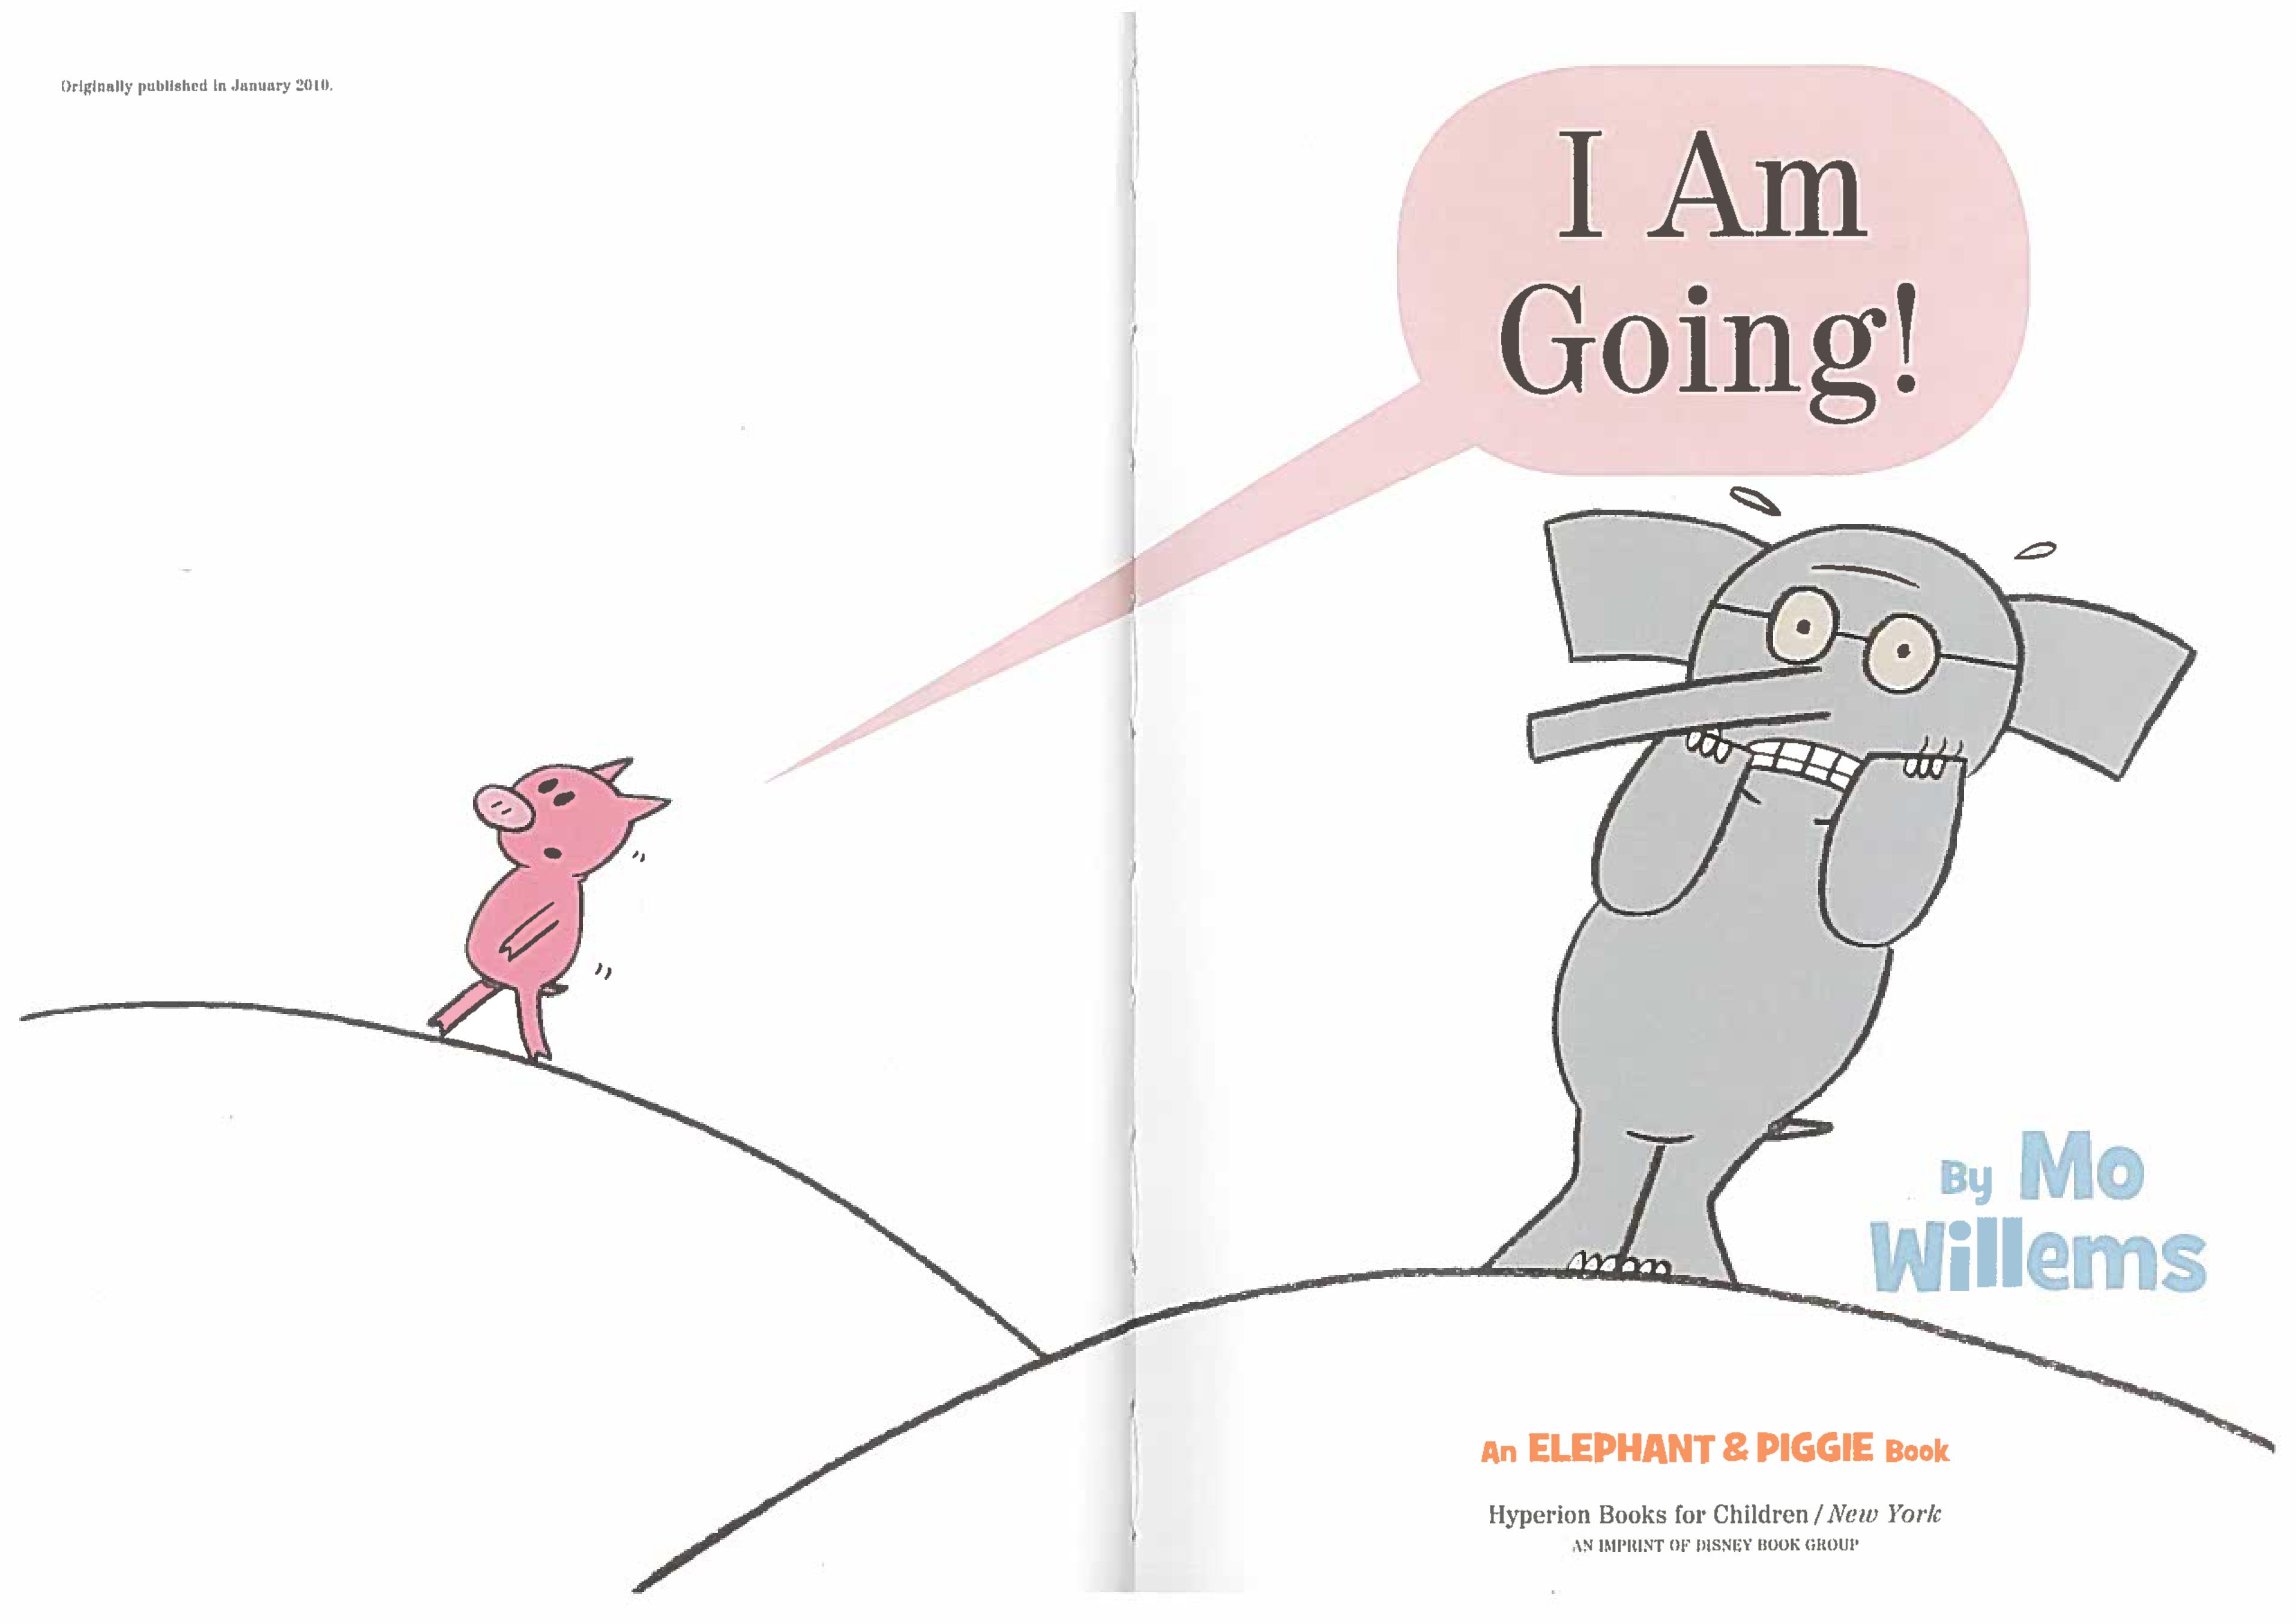 Originally published in January 2010.
I Am
Going!
By Mo
Willems
An ELEPHANT & PIGGIE Book
Hyperion Books for Children / New York
AN IMPRINT OF DISNEY BOOK GROUP